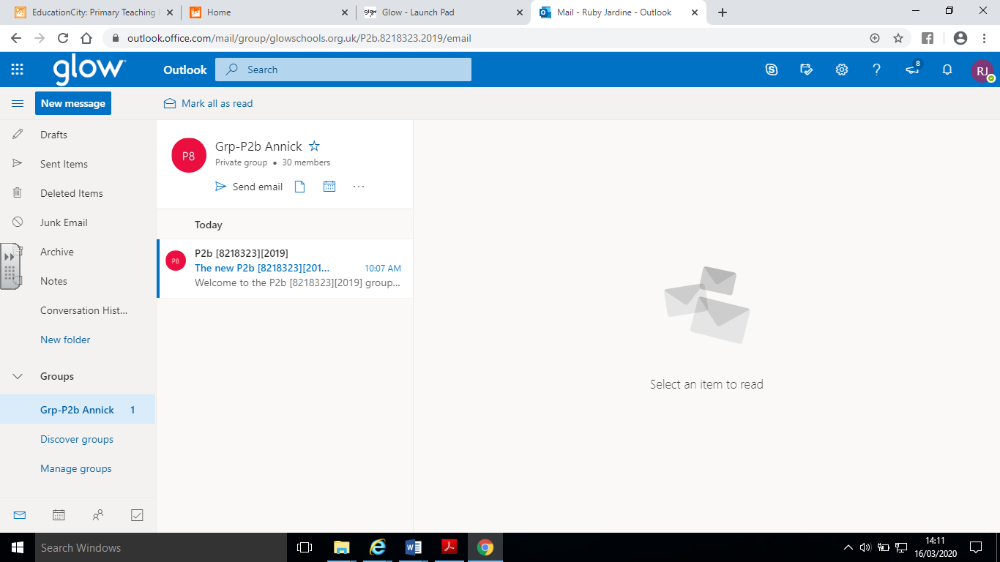 EducationCity: Primary Teaching
Home
Glow - Launch Pad
Mail - Ruby Jardine - Outlook
outlook.office.com/mail/group/glowschools.org.uk/P2b.8218323.2019/email
glow
Outlook
Search
8
RJ
New message
Mark all as read
Drafts
Sent Items
Deleted Items
Junk Email
Archive
Notes
Conversation Hist...
New folder
Groups
Grp-P2b Annick 1
Discover groups
Manage groups
P8
Grp-P2b Annick
Private group • 30 members
Send email
...
Today
P8
P2b [8218323][2019]
The new P2b [8218323][201... 10:07 AM
Welcome to the P2b [8218323][2019] group...
Select an item to read
Search Windows
14:11
16/03/2020